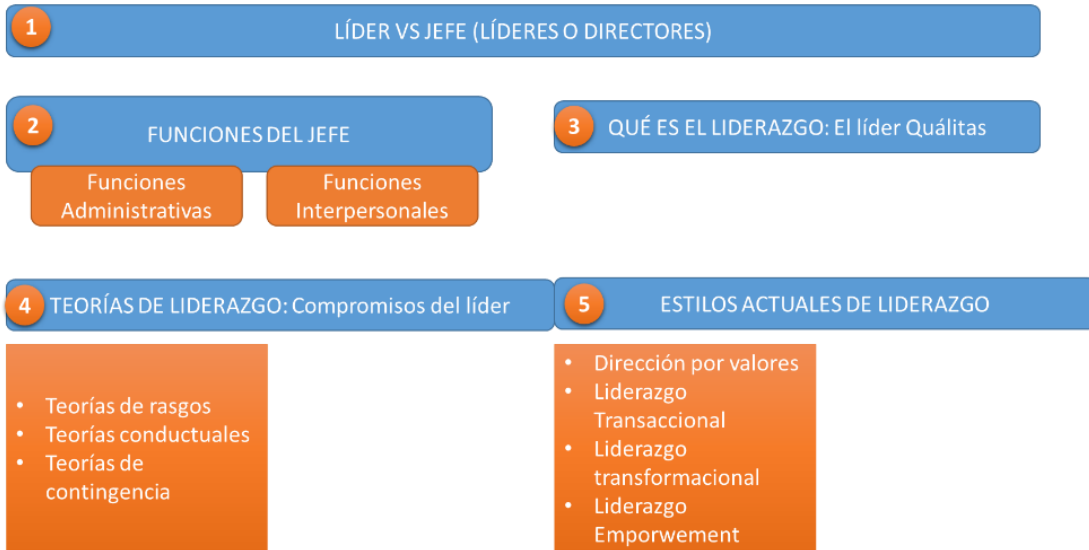 1
LÍDER VS JEFE (LÍDERES O DIRECTORES)
2
FUNCIONES DEL JEFE
Funciones
Administrativas
Funciones
Interpersonales
3
QUÉ ES EL LIDERAZGO: El líder Quálitas
4
TEORÍAS DE LIDERAZGO: Compromisos del líder
• Teorías de rasgos
• Teorías conductuales
• Teorías de
contingencia
5
ESTILOS ACTUALES DE LIDERAZGO
• Dirección por valores
• Liderazgo
Transaccional
• Liderazgo
transformacional
• Liderazgo
Emporwement